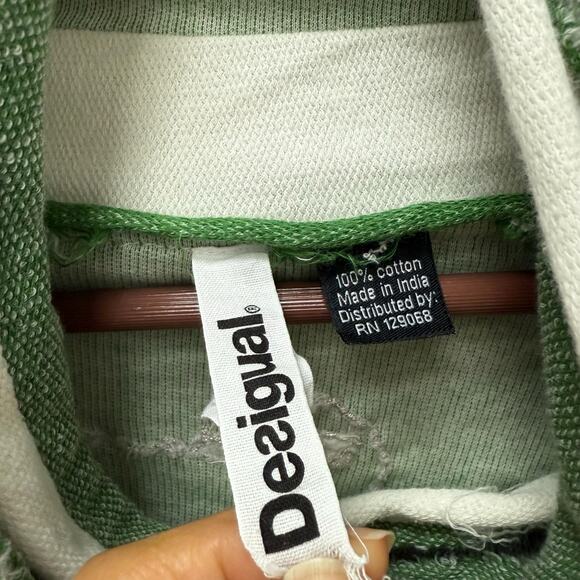 Desigual®
100% cotton
Made in India
Distributed by:
RN 129068